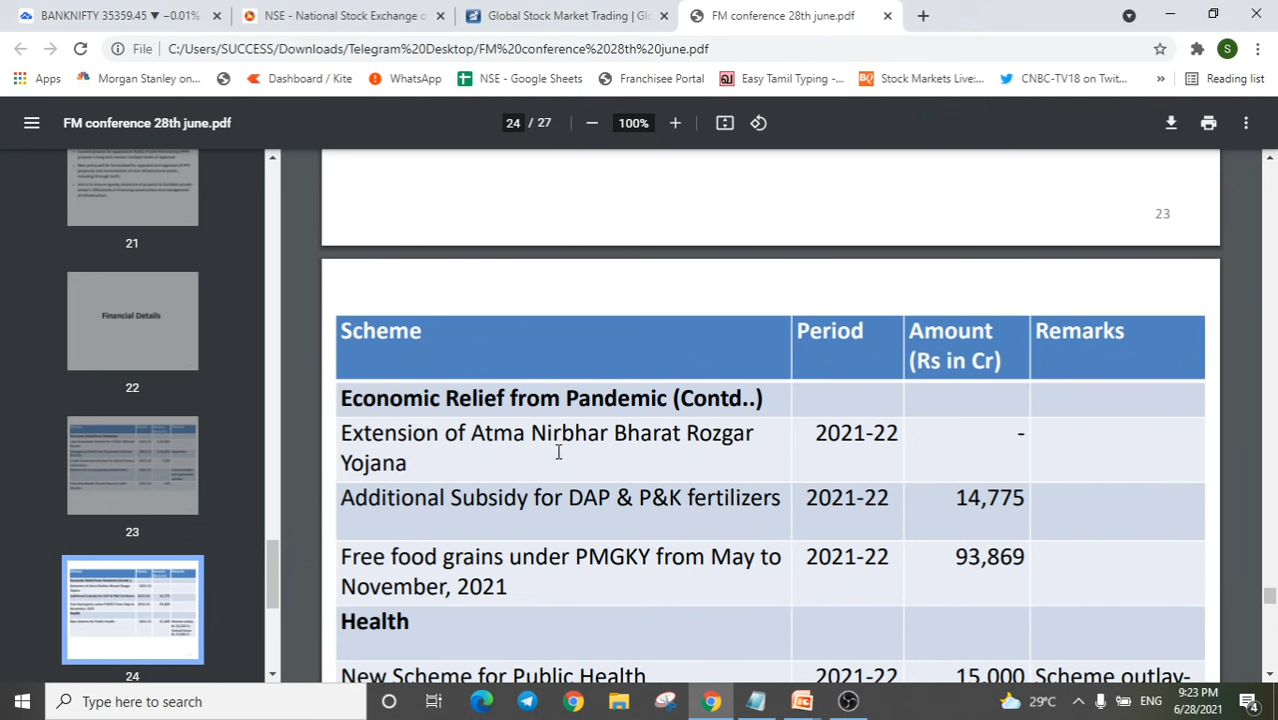 BANKNIFTY 35359.45 ▼ −0.01%
NSE - National Stock Exchange o
Global Stock Market Trading | Gl
FM conference 28th june.pdf
File
C:/Users/SUCCESS/Downloads/Telegram%20Desktop/FM%20conference%2028th%20june.pdf
S
Apps
Morgan Stanley on...
Dashboard / Kite
WhatsApp
NSE - Google Sheets
Franchisee Portal
Easy Tamil Typing -...
Stock Markets Live:...
CNBC-TV18 on Twit...
»
Reading list
FM conference 28th june.pdf
24 / 27
100%
21
Financial Details
22
23
24
23
Scheme Period Amount Remarks
(Rs in Cr)
Economic Relief from Pandemic (Contd..)
Extension of Atma Nirbhar Bharat Rozgar 2021-22 -
Yojana
Additional Subsidy for DAP & P&K fertilizers 2021-22 14,775
Free food grains under PMGKY from May to 2021-22 93,869
November, 2021
Health
New Scheme for Public Health 2021-22 15,000 Scheme outlay-
Type here to search
29°C
ENG
9:23 PM
6/28/2021
4